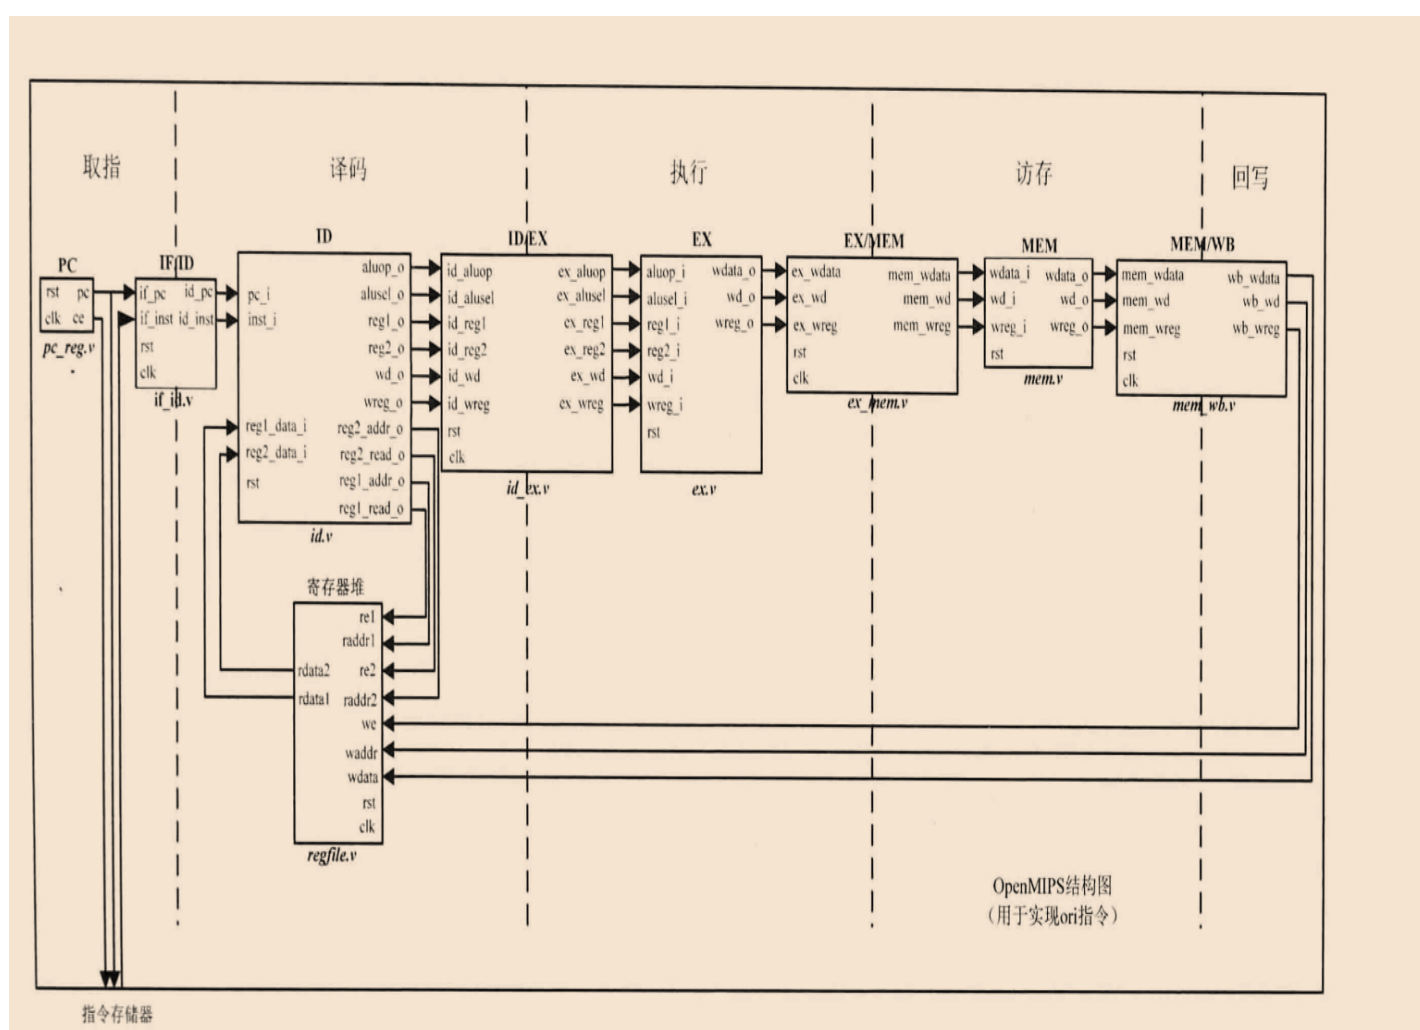 取指
译码
执行
访存
回写
PC
rst pc
clk ce
pc_reg.v
IF/ID
if_pc id_pc
if_inst id_inst
rst
clk
if_id.v
ID
aluop_o
pc_i alusel_o
inst_i reg1_o
reg2_o
wd_o
wreg_o
reg1_data_i reg2_addr_o
reg2_data_i reg2_read_o
rst reg1_addr_o
reg1_read_o
id.v
ID/EX
id_aluop ex_aluop
id_alusel ex_alusel
id_reg1 ex_reg1
id_reg2 ex_reg2
id_wd ex_wd
id_wreg ex_wreg
rst
clk
id_ex.v
EX
aluop_i wdata_o
alusel_i wd_o
reg1_i wreg_o
reg2_i
wd_i
wreg_i
rst
ex.v
EX/MEM
ex_wdata mem_wdata
ex_wd mem_wd
ex_wreg mem_wreg
rst
clk
ex_mem.v
MEM
wdata_i wdata_o
wd_i wd_o
wreg_i wreg_o
rst
mem.v
MEM/WB
mem_wdata wb_wdata
mem_wd wb_wd
mem_wreg wb_wreg
rst
clk
mem_wb.v
寄存器堆
re1
raddr1
rdata2 re2
rdata1 raddr2
we
waddr
wdata
rst
clk
regfile.v
OpenMIPS结构图
（用于实现ori指令）
指令存储器